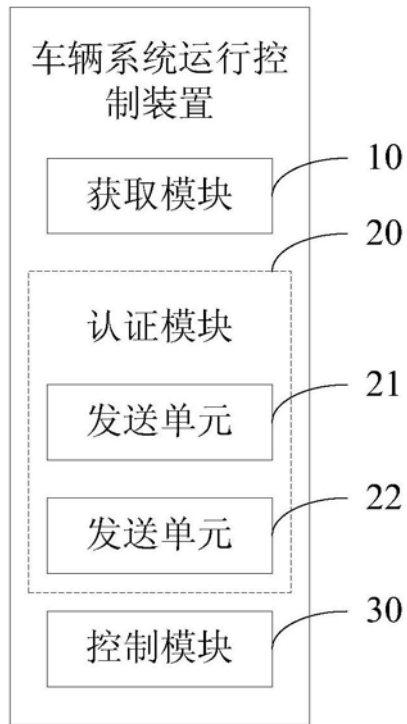 车辆系统运行控
制装置
获取模块
10
20
认证模块
发送单元
21
发送单元
22
控制模块
30